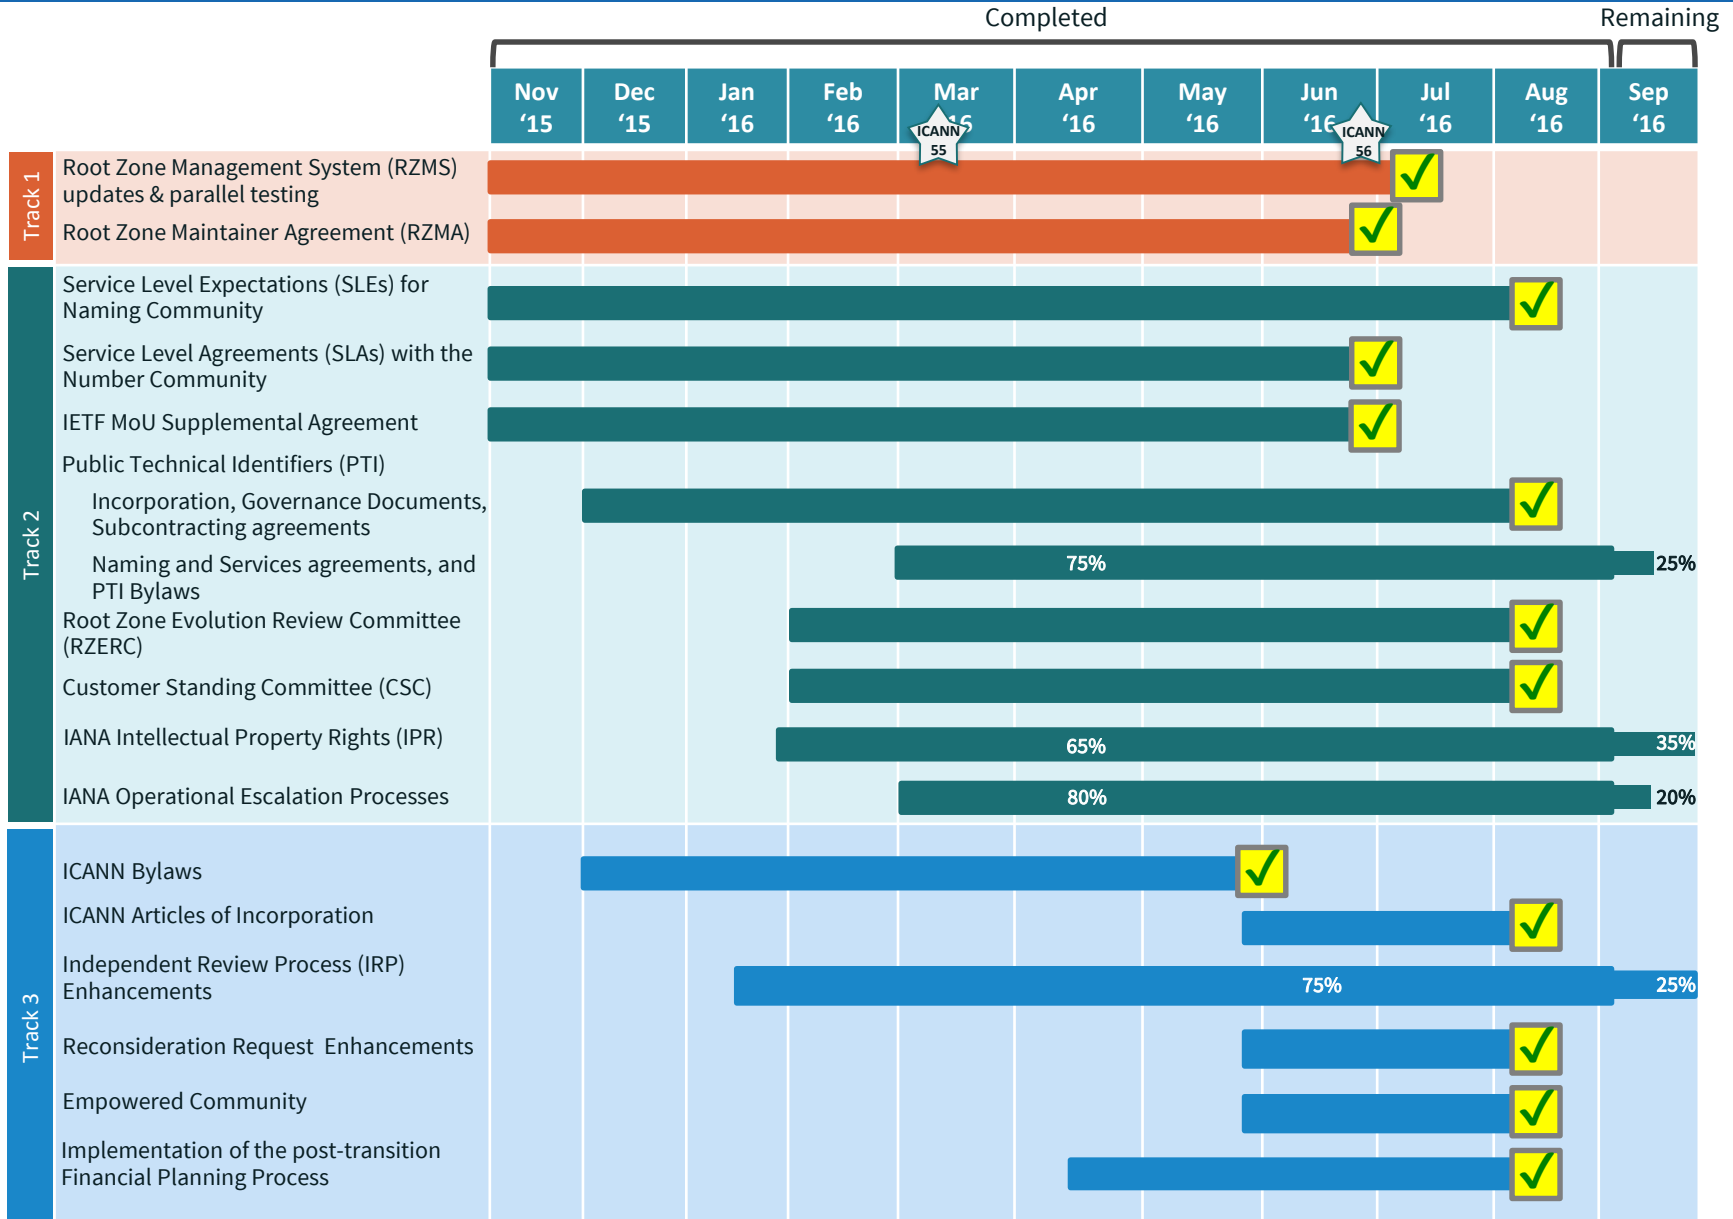 Completed
Remaining
Nov '15
Dec '15
Jan '16
Feb '16
Mar '16
Apr '16
May '16
Jun '16
Jul '16
Aug '16
Sep '16
ICANN 55
ICANN 56
Track 1
Root Zone Management System (RZMS)
updates & parallel testing
Root Zone Maintainer Agreement (RZMA)
Track 2
Service Level Expectations (SLEs) for
Naming Community
Service Level Agreements (SLAs) with the
Number Community
IETF MoU Supplemental Agreement
Public Technical Identifiers (PTI)
Incorporation, Governance Documents,
Subcontracting agreements
Naming and Services agreements, and
PTI Bylaws
75%
25%
Root Zone Evolution Review Committee
(RZERC)
Customer Standing Committee (CSC)
IANA Intellectual Property Rights (IPR)
65%
35%
IANA Operational Escalation Processes
80%
20%
Track 3
ICANN Bylaws
ICANN Articles of Incorporation
Independent Review Process (IRP)
Enhancements
75%
25%
Reconsideration Request  Enhancements
Empowered Community
Implementation of the post-transition
Financial Planning Process